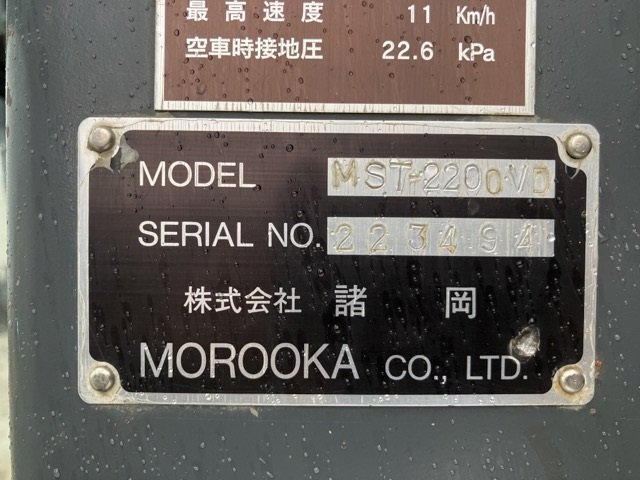 最高速度 11 Km/h
空車時接地圧 22.6 kPa
MODEL MST-2200VD
SERIAL NO. 223494
株式会社 諸岡
MOROOKA CO., LTD.